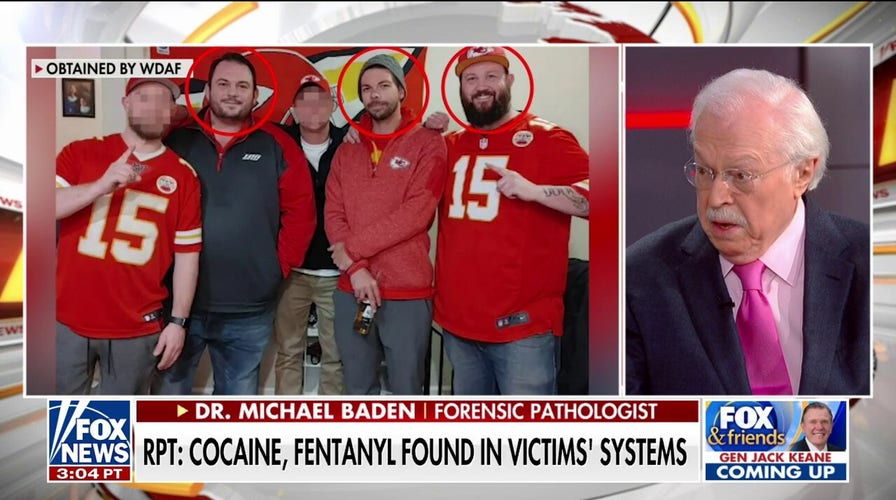 OBTAINED BY WDAF
15
15
DR. MICHAEL BADEN | FORENSIC PATHOLOGIST
RPT: COCAINE, FENTANYL FOUND IN VICTIMS' SYSTEMS
FOX
NEWS
3:04 PT
FOX
&friends
GEN JACK KEANE
COMING UP
NEWS